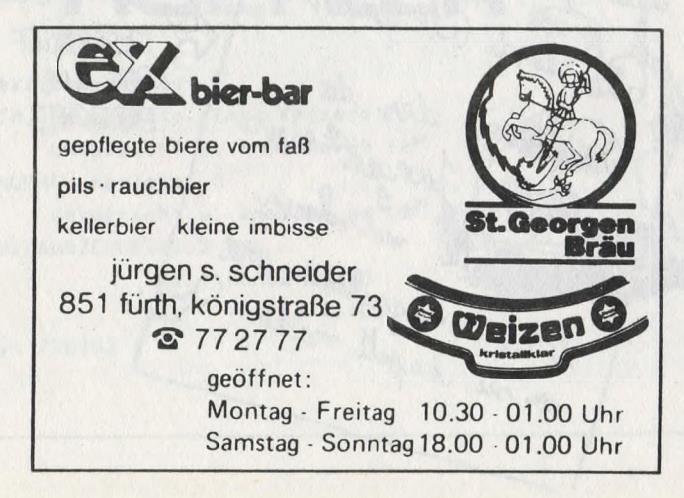 ex bier-bar
gepflegte biere vom faß
pils · rauchbier
kellerbier kleine imbisse
jürgen s. schneider
851 fürth, königstraße 73
☎ 77 27 77
St. Georgen
Bräu
Weizen
kristallklar
geöffnet:
Montag - Freitag 10.30 - 01.00 Uhr
Samstag - Sonntag 18.00 - 01.00 Uhr